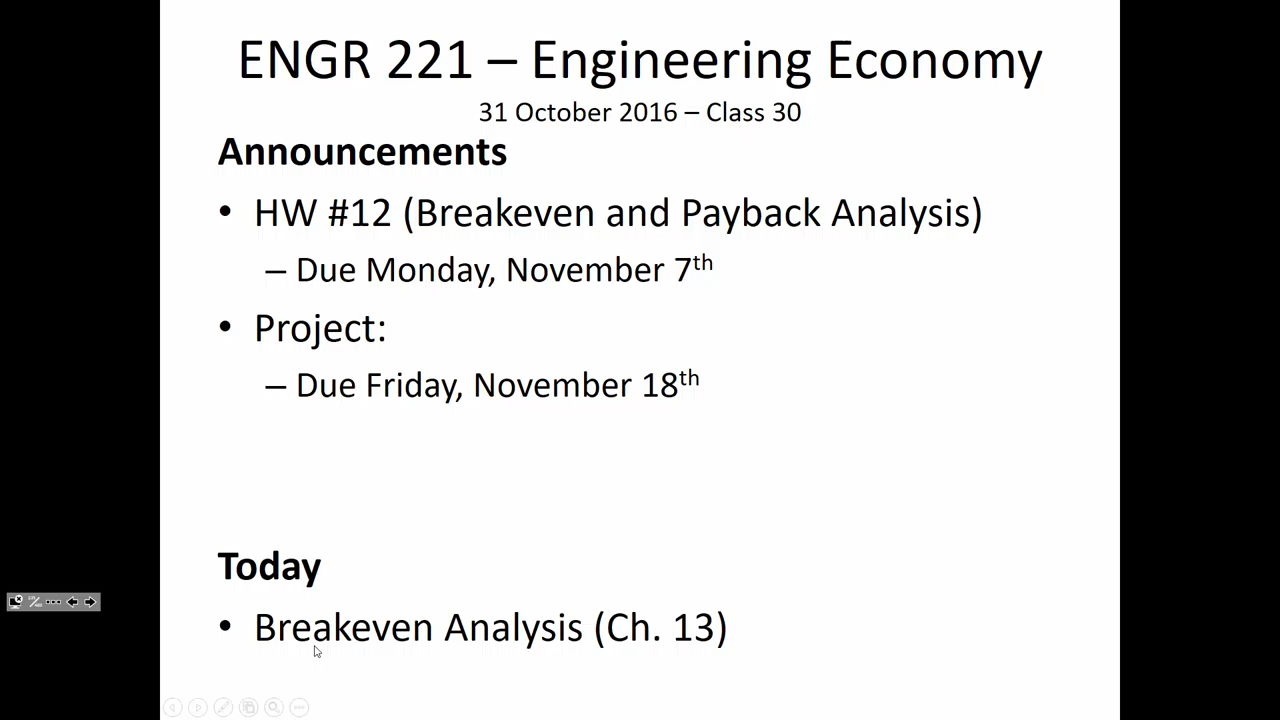 ENGR 221 – Engineering Economy
31 October 2016 – Class 30
Announcements
• HW #12 (Breakeven and Payback Analysis)
– Due Monday, November 7th
• Project:
– Due Friday, November 18th
Today
• Breakeven Analysis (Ch. 13)